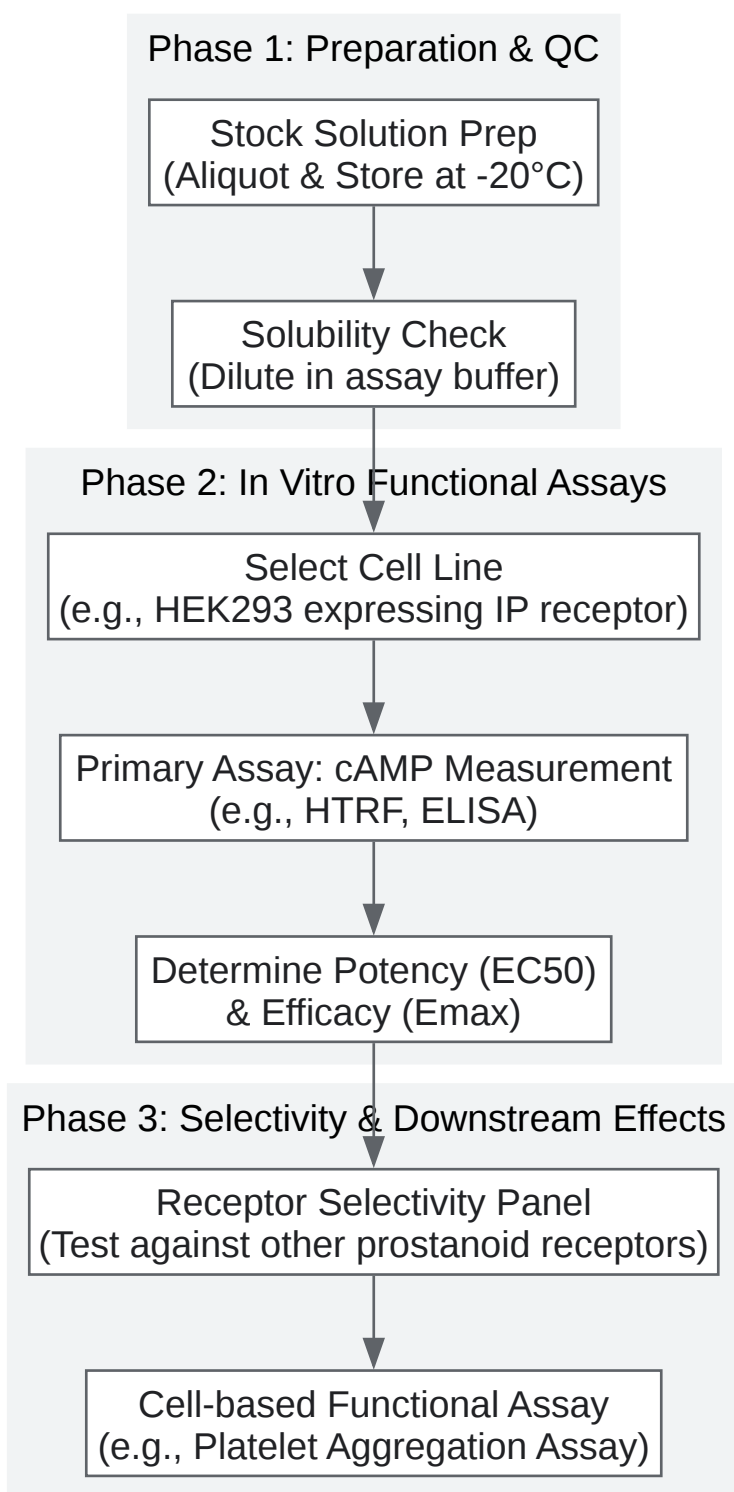 Phase 1: Preparation & QC
Stock Solution Prep
(Aliquot & Store at -20°C)
Solubility Check
(Dilute in assay buffer)
Phase 2: In Vitro Functional Assays
Select Cell Line
(e.g., HEK293 expressing IP receptor)
Primary Assay: cAMP Measurement
(e.g., HTRF, ELISA)
Determine Potency (EC50)
& Efficacy (Emax)
Phase 3: Selectivity & Downstream Effects
Receptor Selectivity Panel
(Test against other prostanoid receptors)
Cell-based Functional Assay
(e.g., Platelet Aggregation Assay)